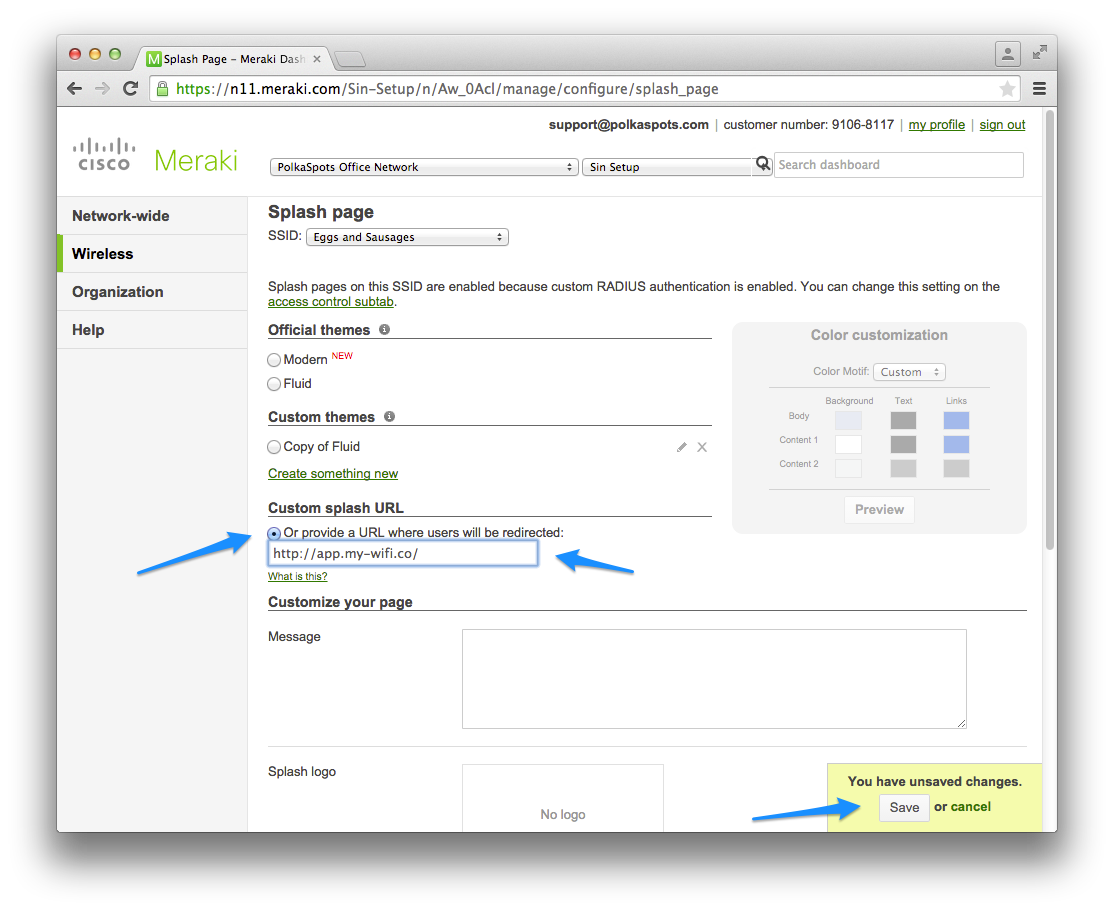 Splash Page – Meraki Dash
https://n11.meraki.com/Sin-Setup/n/Aw_0Acl/manage/configure/splash_page
support@polkaspots.com | customer number: 9106-8117 | my profile | sign out
CISCO Meraki
PolkaSpots Office Network Sin Setup Search dashboard
Network-wide
Wireless
Organization
Help
Splash page
SSID: Eggs and Sausages
Splash pages on this SSID are enabled because custom RADIUS authentication is enabled. You can change this setting on the
access control subtab.
Official themes i
Modern NEW
Fluid
Custom themes i
Copy of Fluid
Create something new
Custom splash URL
Or provide a URL where users will be redirected:
http://app.my-wifi.co/
What is this?
Color customization
Color Motif: Custom
Background Text Links
Body
Content 1
Content 2
Preview
Customize your page
Message
Splash logo
No logo
You have unsaved changes.
Save or cancel